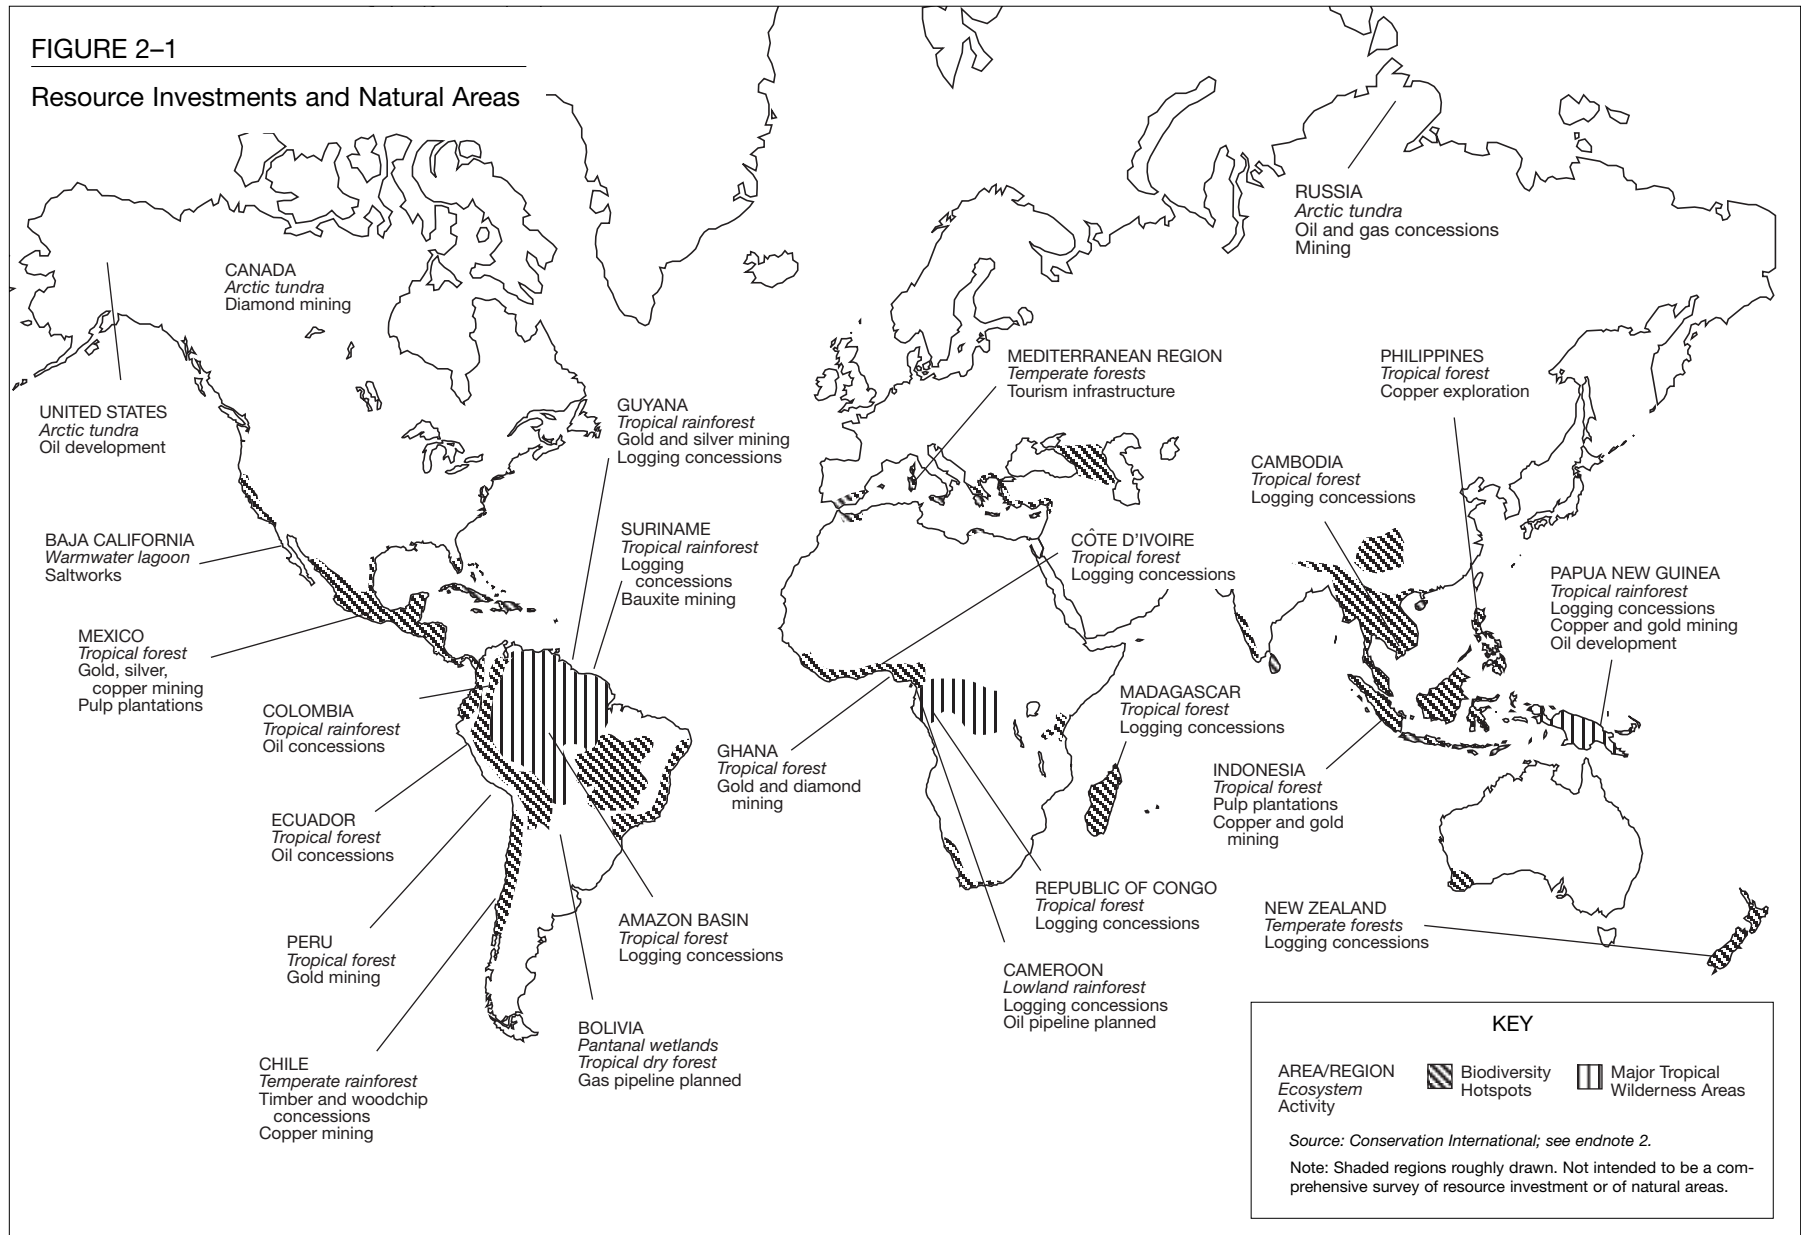 FIGURE 2–1
Resource Investments and Natural Areas
RUSSIA
Arctic tundra
Oil and gas concessions
Mining
CANADA
Arctic tundra
Diamond mining
UNITED STATES
Arctic tundra
Oil development
GUYANA
Tropical rainforest
Gold and silver mining
Logging concessions
MEDITERRANEAN REGION
Temperate forests
Tourism infrastructure
PHILIPPINES
Tropical forest
Copper exploration
CAMBODIA
Tropical forest
Logging concessions
BAJA CALIFORNIA
Warmwater lagoon
Saltworks
SURINAME
Tropical rainforest
Logging
concessions
Bauxite mining
CÔTE D’IVOIRE
Tropical forest
Logging concessions
PAPUA NEW GUINEA
Tropical rainforest
Logging concessions
Copper and gold mining
Oil development
MEXICO
Tropical forest
Gold, silver,
copper mining
Pulp plantations
COLOMBIA
Tropical rainforest
Oil concessions
GHANA
Tropical forest
Gold and diamond
mining
MADAGASCAR
Tropical forest
Logging concessions
INDONESIA
Tropical forest
Pulp plantations
Copper and gold
mining
ECUADOR
Tropical forest
Oil concessions
PERU
Tropical forest
Gold mining
AMAZON BASIN
Tropical forest
Logging concessions
REPUBLIC OF CONGO
Tropical forest
Logging concessions
NEW ZEALAND
Temperate forests
Logging concessions
CAMEROON
Lowland rainforest
Logging concessions
Oil pipeline planned
CHILE
Temperate rainforest
Timber and woodchip
concessions
Copper mining
BOLIVIA
Pantanal wetlands
Tropical dry forest
Gas pipeline planned
KEY
AREA/REGION
Ecosystem
Activity
Biodiversity
Hotspots
Major Tropical
Wilderness Areas
Source: Conservation International; see endnote 2.
Note: Shaded regions roughly drawn. Not intended to be a com-
prehensive survey of resource investment or of natural areas.